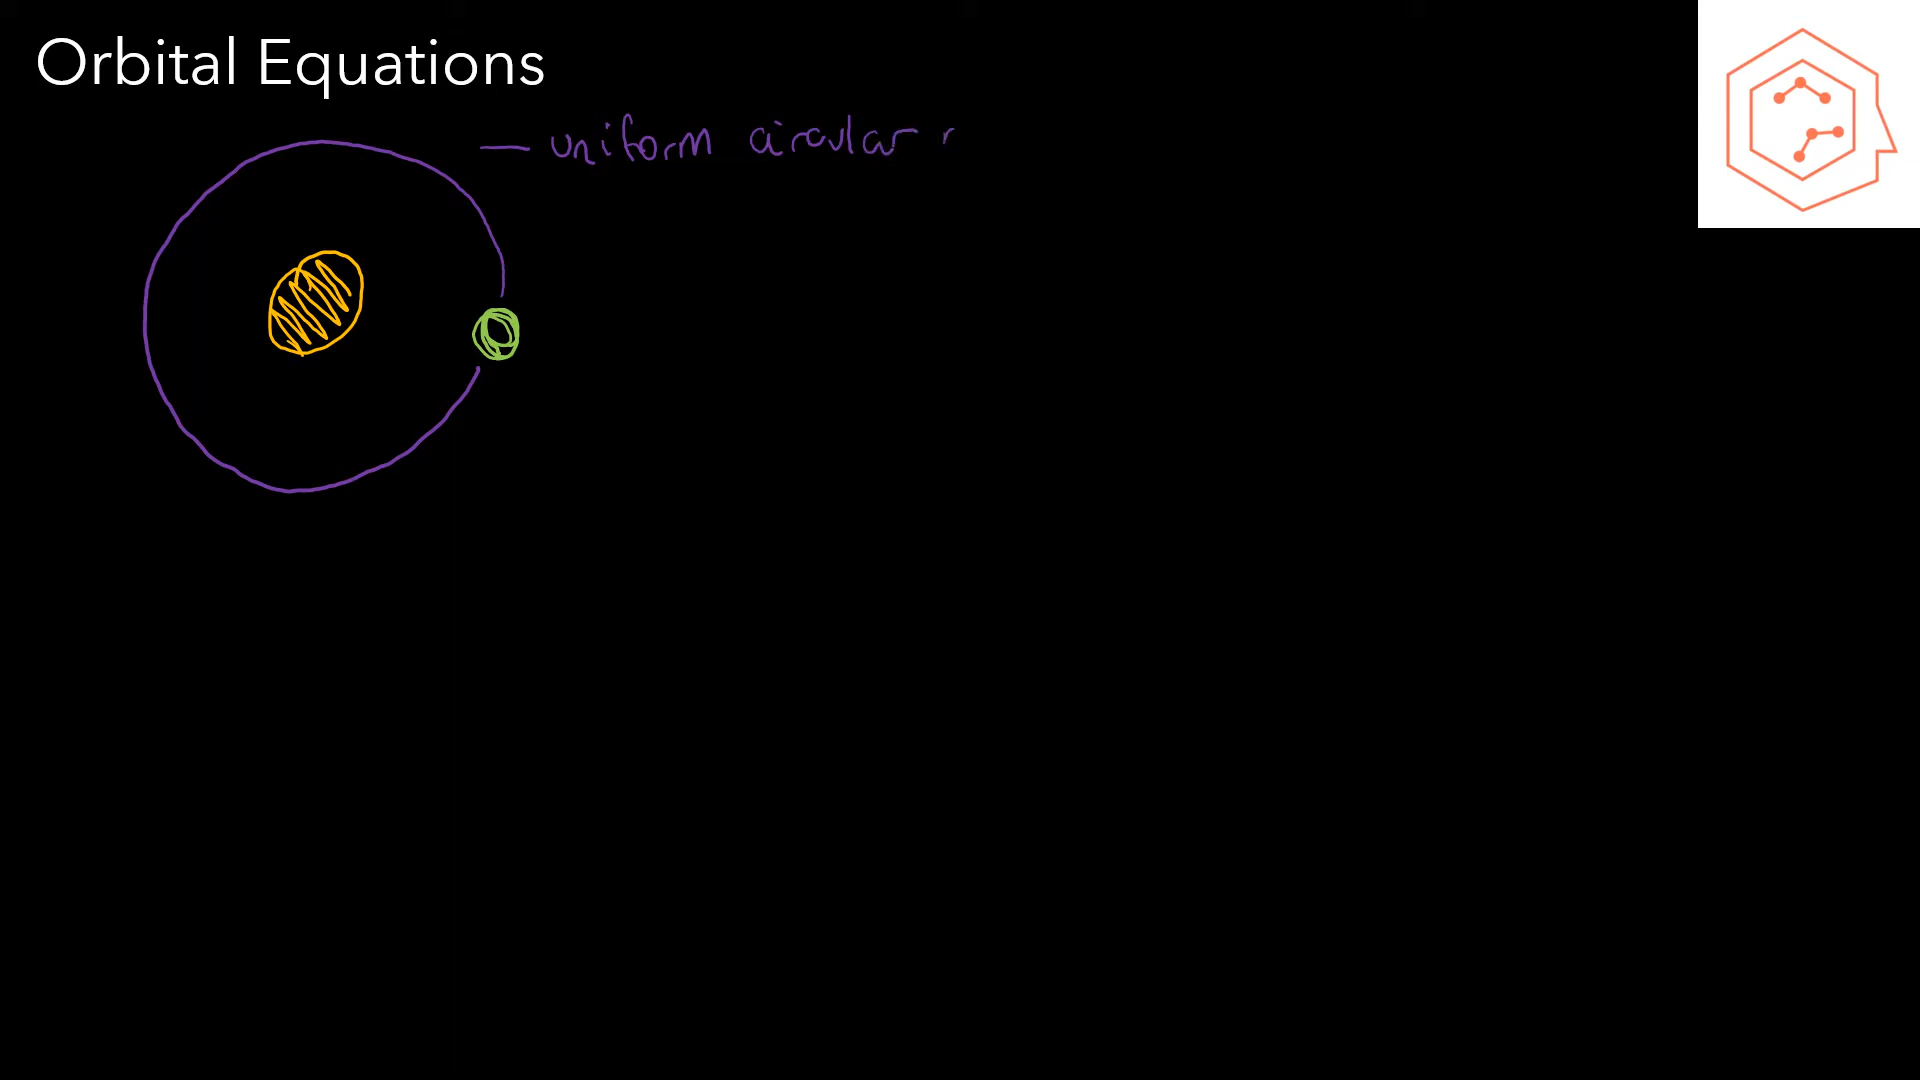 Orbital Equations
— uniform circular